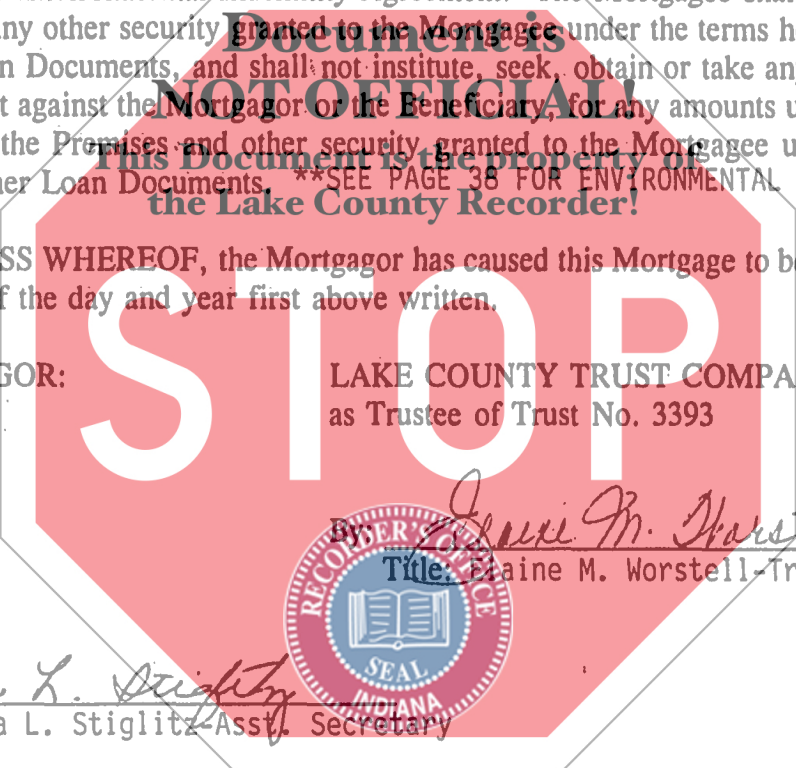 any other security granted to the Mortgagee under the terms h
Document is
n Documents, and shall not institute, seek, obtain or take an
t against the Mortgagor or the Beneficiary, for any amounts u
NOT OFFICIAL!
the Premises and other security granted to the Mortgagee u
This Document is the property of
er Loan Documents. **SEE PAGE 38 FOR ENVIRONMENTAL
the Lake County Recorder!
SS WHEREOF, the Mortgagor has caused this Mortgage to be
f the day and year first above written.
STOP
GOR:
LAKE COUNTY TRUST COMPA
as Trustee of Trust No. 3393
By: Elaine M. Worst
Title: Elaine M. Worstell-Tr
RECORDER'S OFFICE
SEAL
INDIANA
L. Stiglitz
a L. Stiglitz-Asst. Secretary